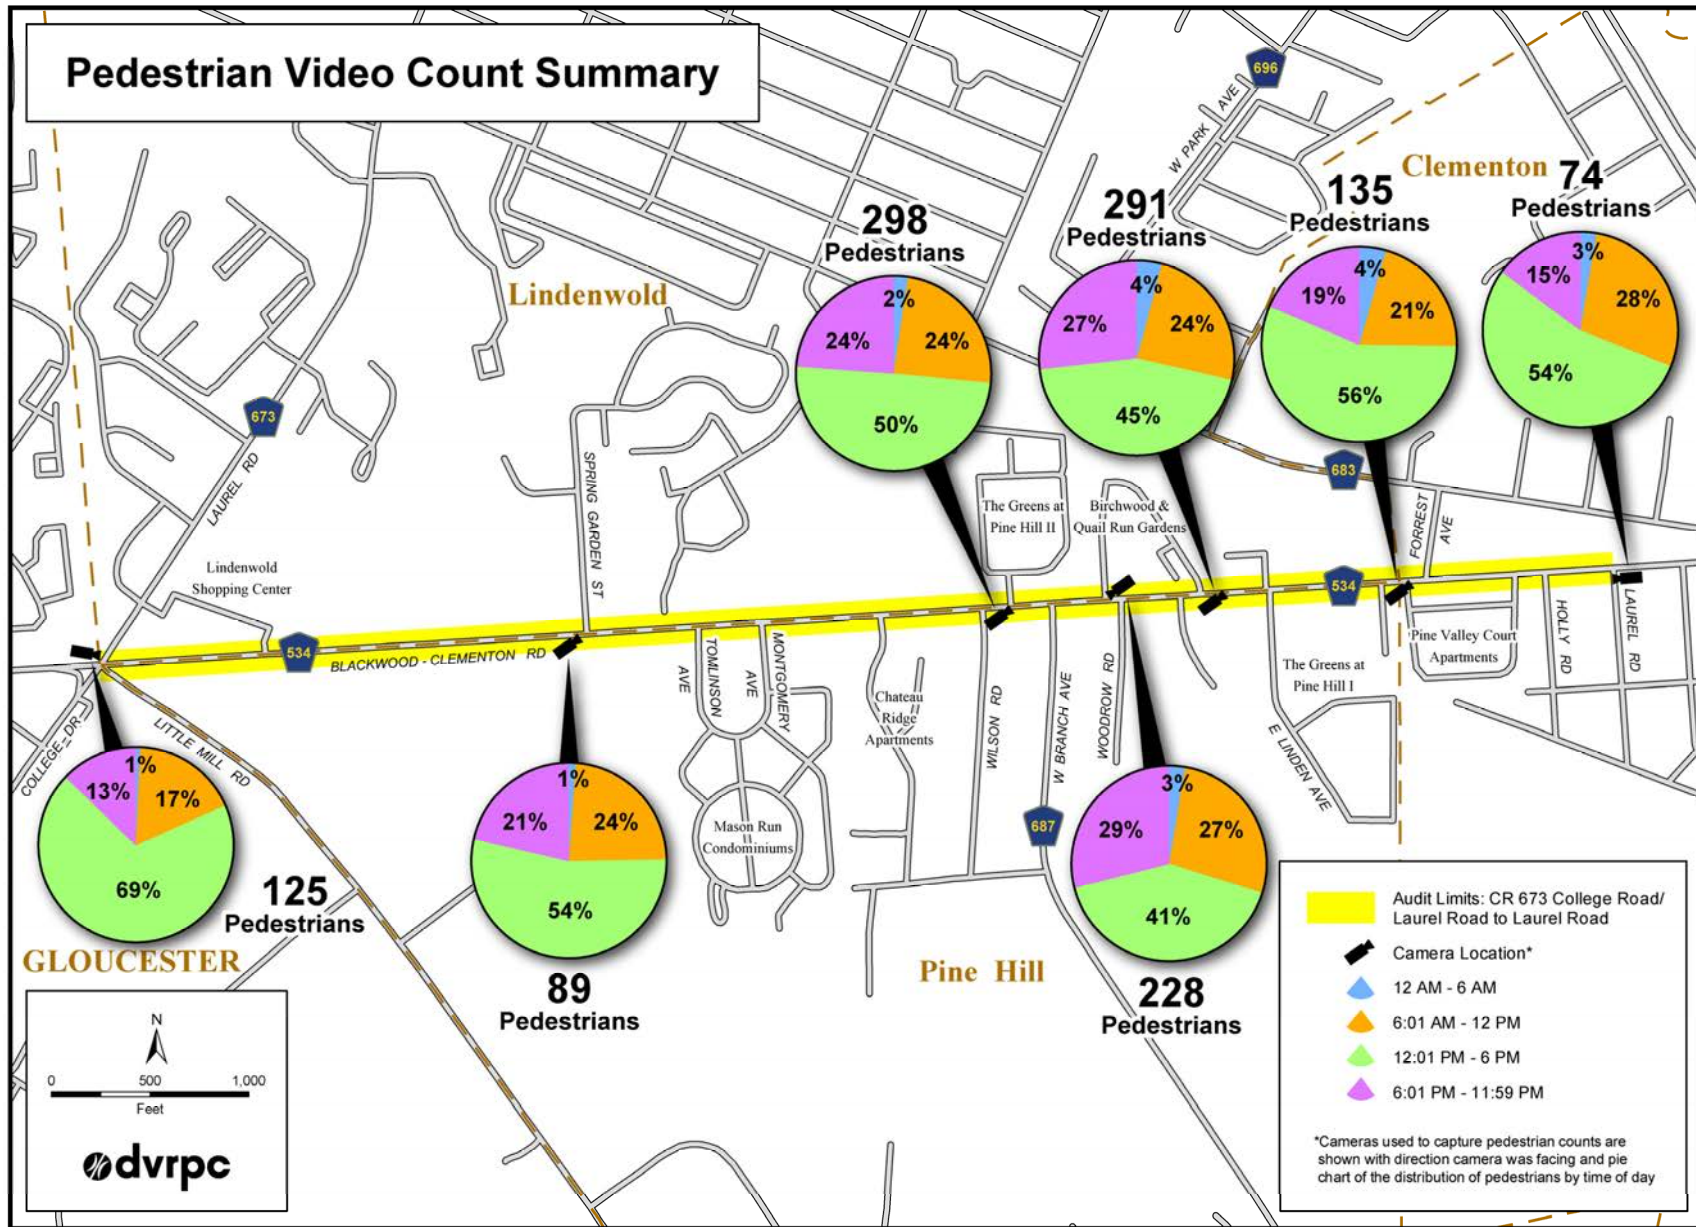 Pedestrian Video Count Summary
696
W PARK AVE
Clementon
298
Pedestrians
291
Pedestrians
135
Pedestrians
74
Pedestrians
Lindenwold
2%
24%
24%
50%
4%
27%
24%
45%
4%
19%
21%
56%
3%
15%
28%
54%
673
LAUREL RD
SPRING GARDEN ST
683
The Greens at
Pine Hill II
Birchwood &
Quail Run Gardens
FORREST
AVE
Lindenwold
Shopping Center
534
BLACKWOOD - CLEMENTON RD
534
TOMLINSON
AVE
MONTGOMERY
AVE
Chateau
Ridge
Apartments
WILSON RD
W BRANCH AVE
WOODROW RD
The Greens at
Pine Hill I
E LINDEN AVE
Pine Valley Court
Apartments
HOLLY RD
LAUREL RD
COLLEGE DR
LITTLE MILL RD
Mason Run
Condominiums
687
1%
13%
17%
69%
125
Pedestrians
1%
21%
24%
54%
89
Pedestrians
3%
29%
27%
41%
228
Pedestrians
GLOUCESTER
Pine Hill
N
0 500 1,000
Feet
dvrpc
Audit Limits: CR 673 College Road/
Laurel Road to Laurel Road
Camera Location*
12 AM - 6 AM
6:01 AM - 12 PM
12:01 PM - 6 PM
6:01 PM - 11:59 PM
*Cameras used to capture pedestrian counts are
shown with direction camera was facing and pie
chart of the distribution of pedestrians by time of day